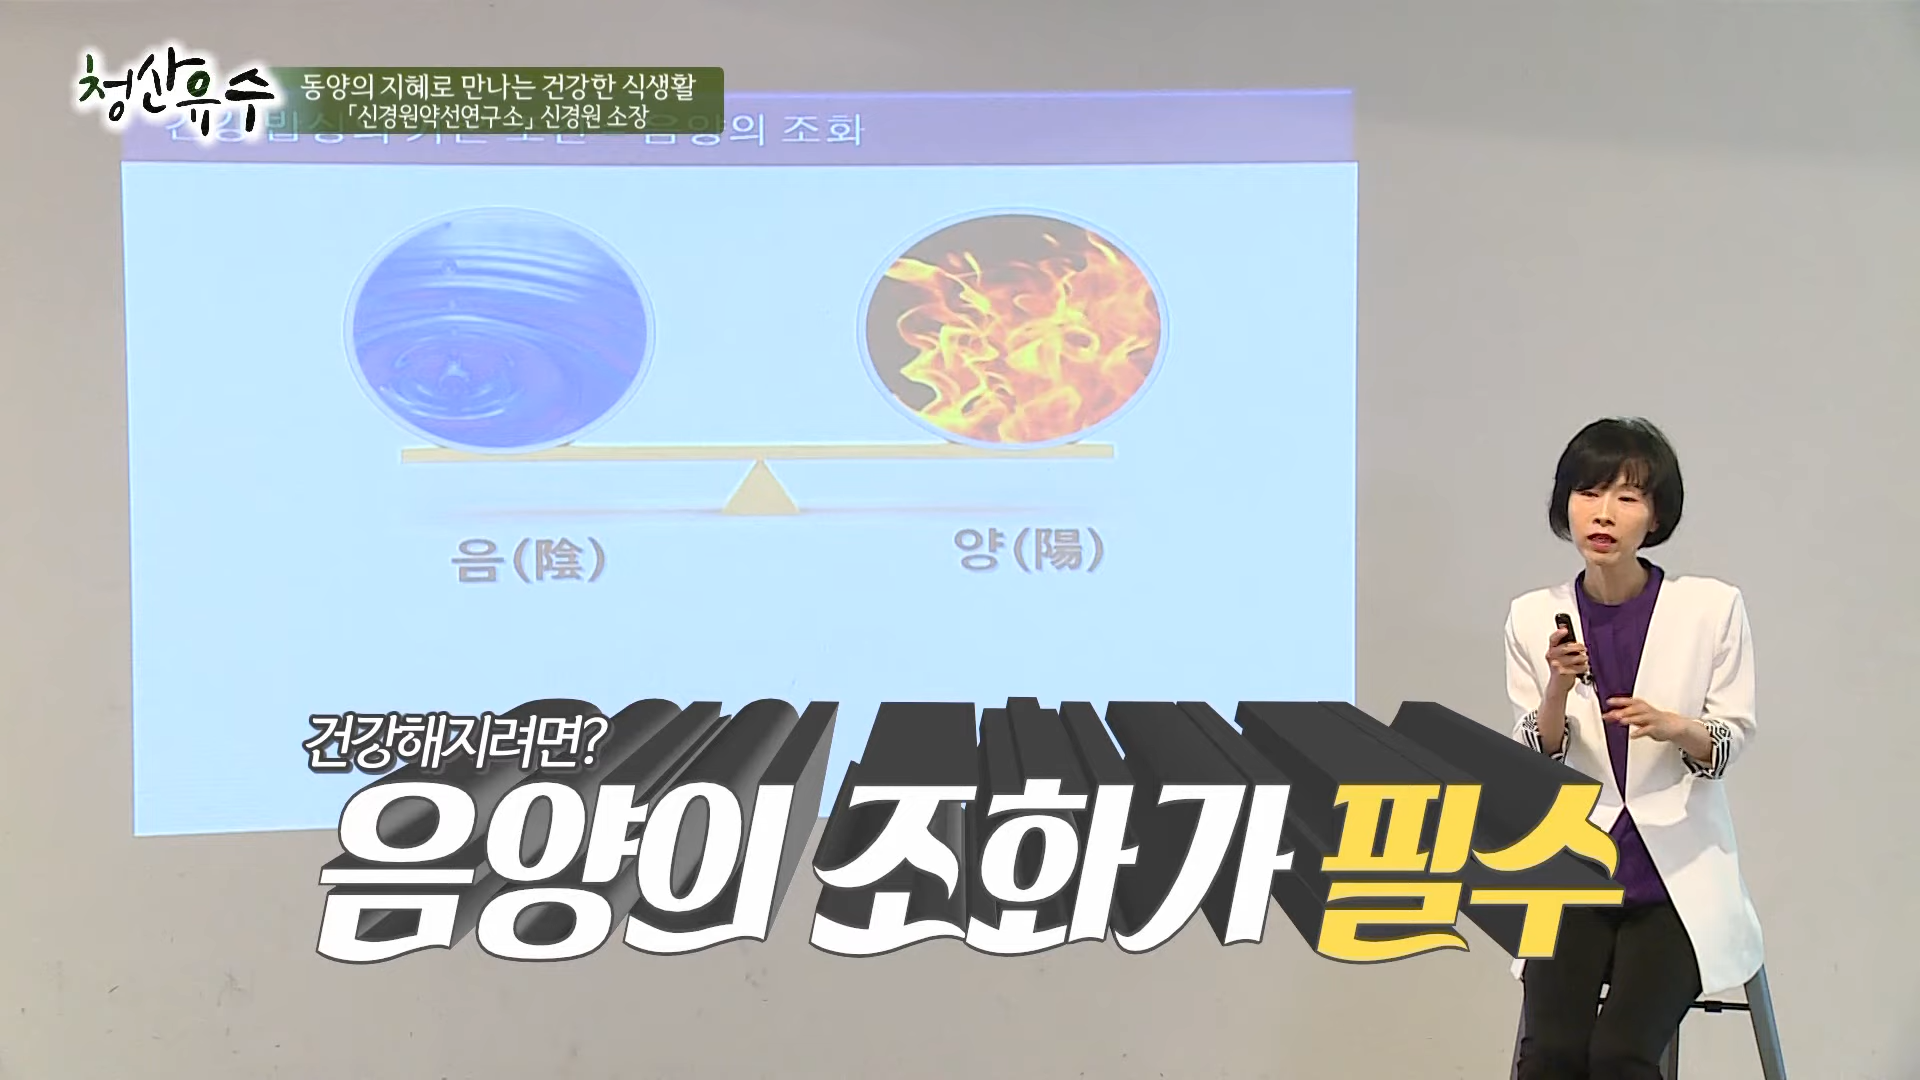 청산유수
동양의 지혜로 만나는 건강한 식생활
「신경원약선연구소」 신경원 소장
음양의 조화
음(陰)
양(陽)
건강해지려면?
음양의 조화가 필수